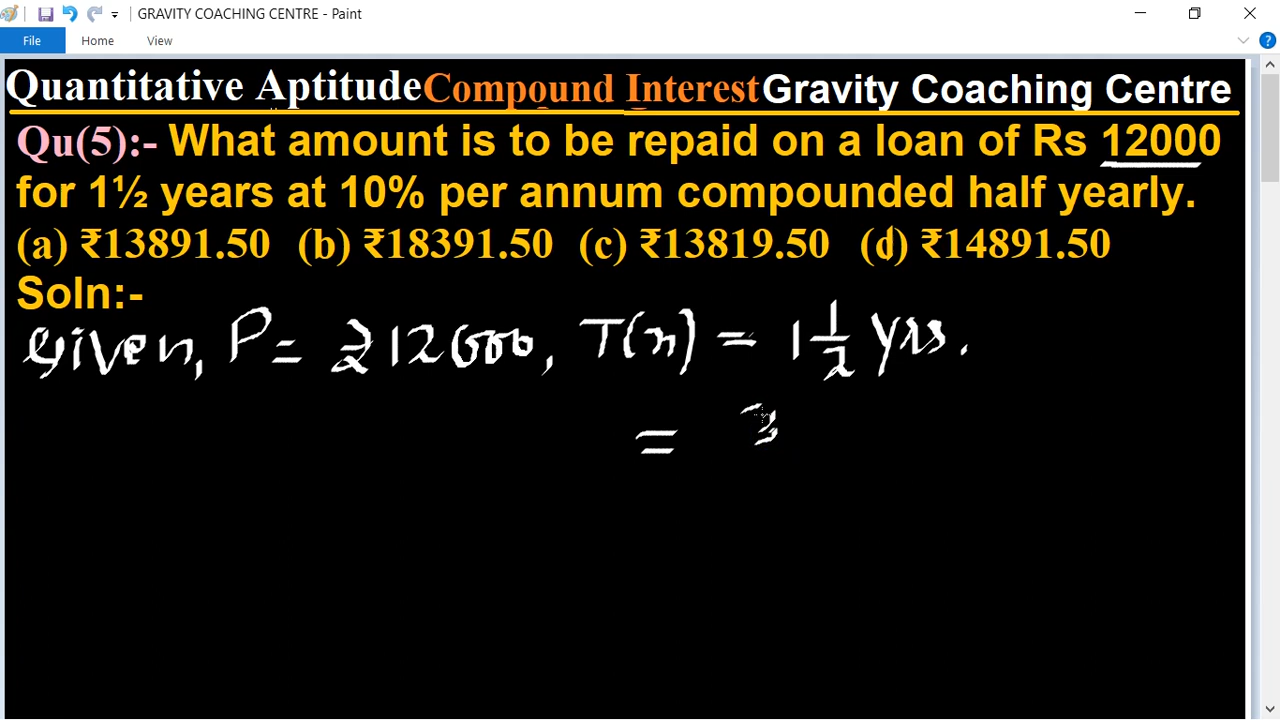 GRAVITY COACHING CENTRE - Paint
File Home View
Quantitative Aptitude Compound Interest Gravity Coaching Centre
Qu(5):- What amount is to be repaid on a loan of Rs 12000
for 1½ years at 10% per annum compounded half yearly.
(a) ₹13891.50 (b) ₹18391.50 (c) ₹13819.50 (d) ₹14891.50
Soln:-
Given, P = ₹12000, T(n) = 1 1/2 yrs.
= 3